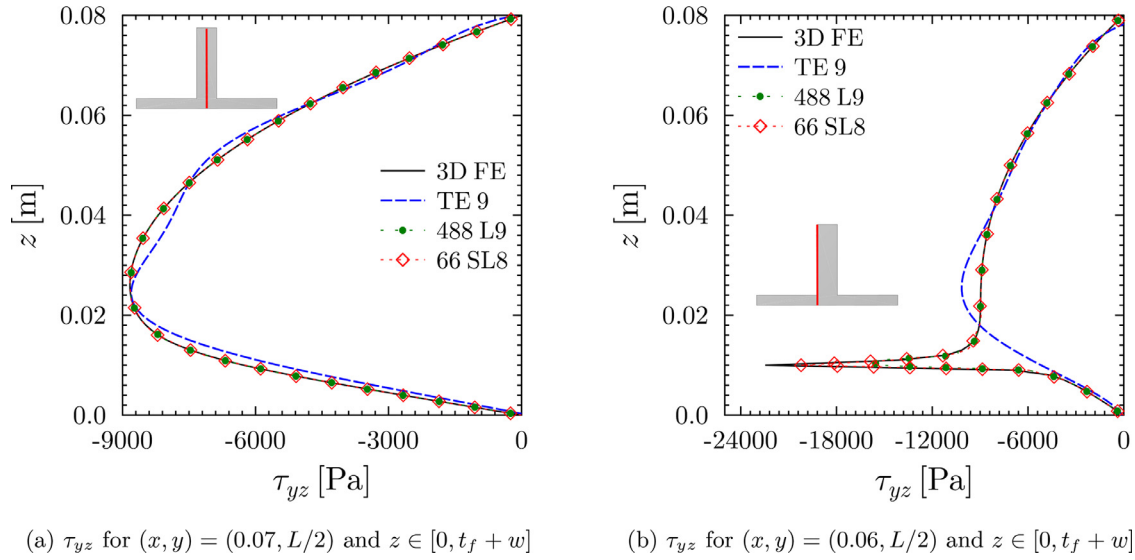 -9000 -6000 -3000 0
0.0
0.02
0.04
0.06
0.08
z [m]
τyz [Pa]
3D FE
TE 9
488 L9
66 SL8
(a) τyz for (x, y) = (0.07, L/2) and z ∈ [0, tf + w]
-24000 -18000 -12000 -6000 0
0.0
0.02
0.04
0.06
0.08
z [m]
τyz [Pa]
3D FE
TE 9
488 L9
66 SL8
(b) τyz for (x, y) = (0.06, L/2) and z ∈ [0, tf + w]